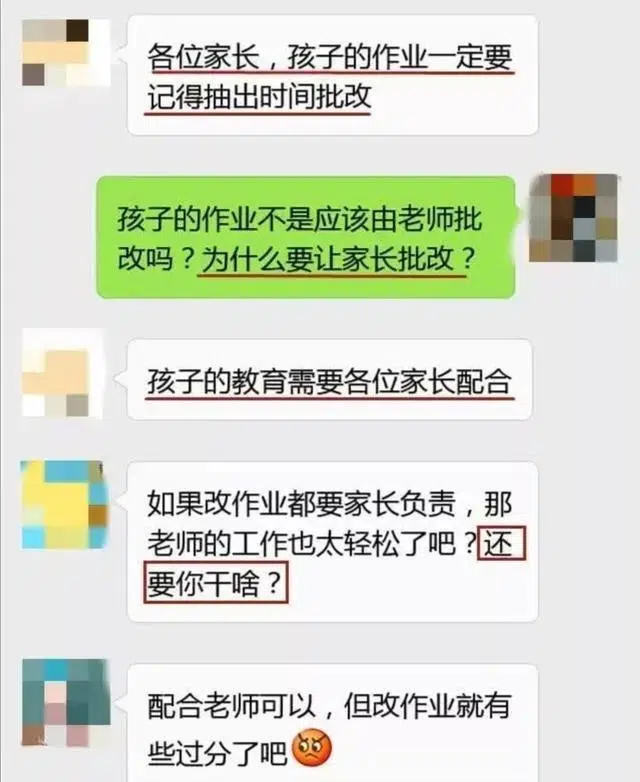 各位家长，孩子的作业一定要
记得抽出时间批改
孩子的作业不是应该由老师批
改吗？为什么要让家长批改？
孩子的教育需要各位家长配合
如果改作业都要家长负责，那
老师的工作也太轻松了吧？还
要你干啥？
配合老师可以，但改作业就有
些过分了吧